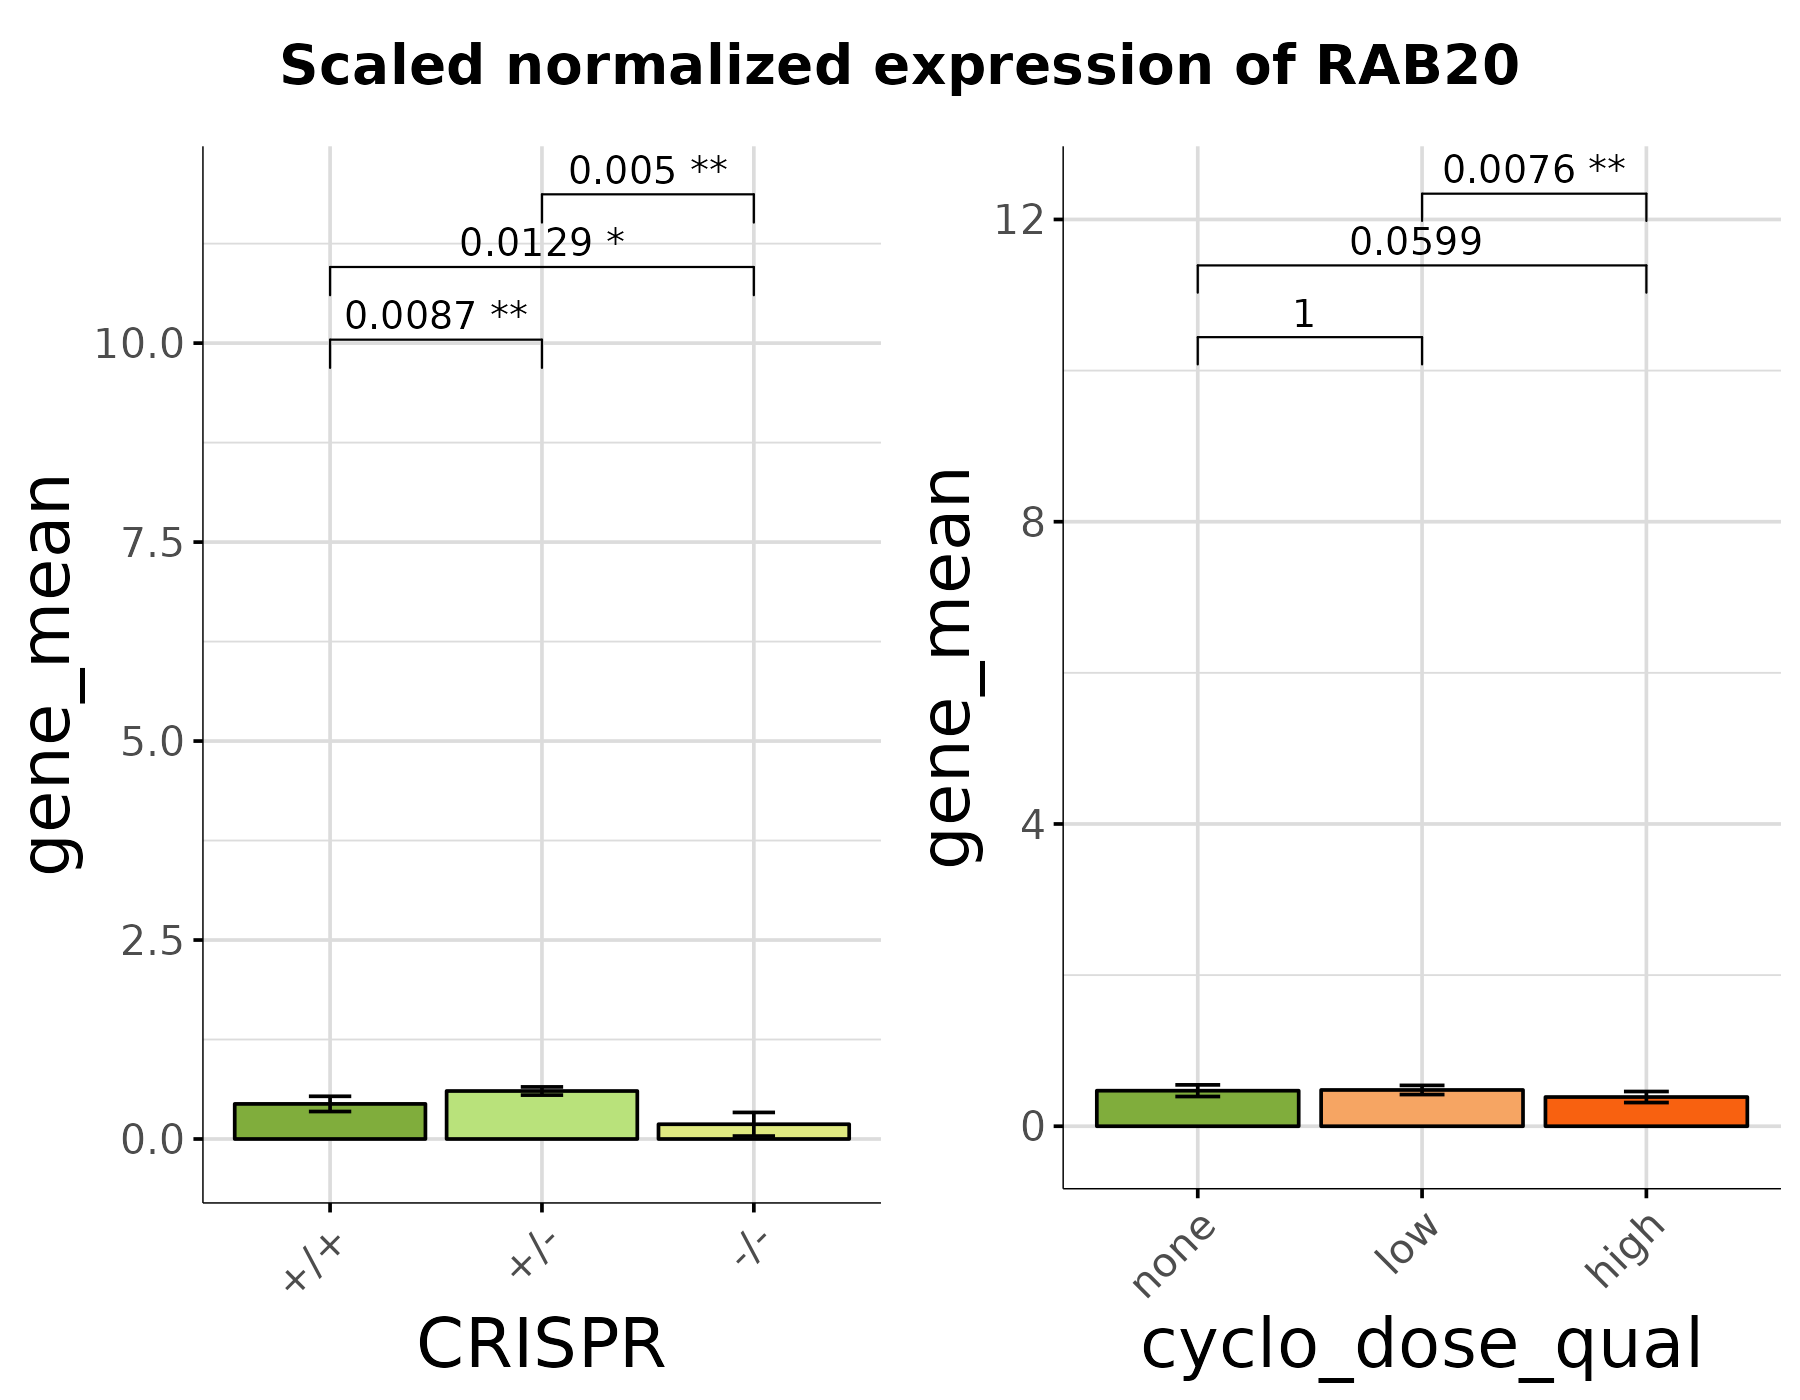 Scaled normalized expression of RAB20
gene_mean
10.0
7.5
5.0
2.5
0.0
0.005 **
0.0129 *
0.0087 **
+/+
+/-
-/-
CRISPR
gene_mean
12
8
4
0
0.0076 **
0.0599
1
none
low
high
cyclo_dose_qual